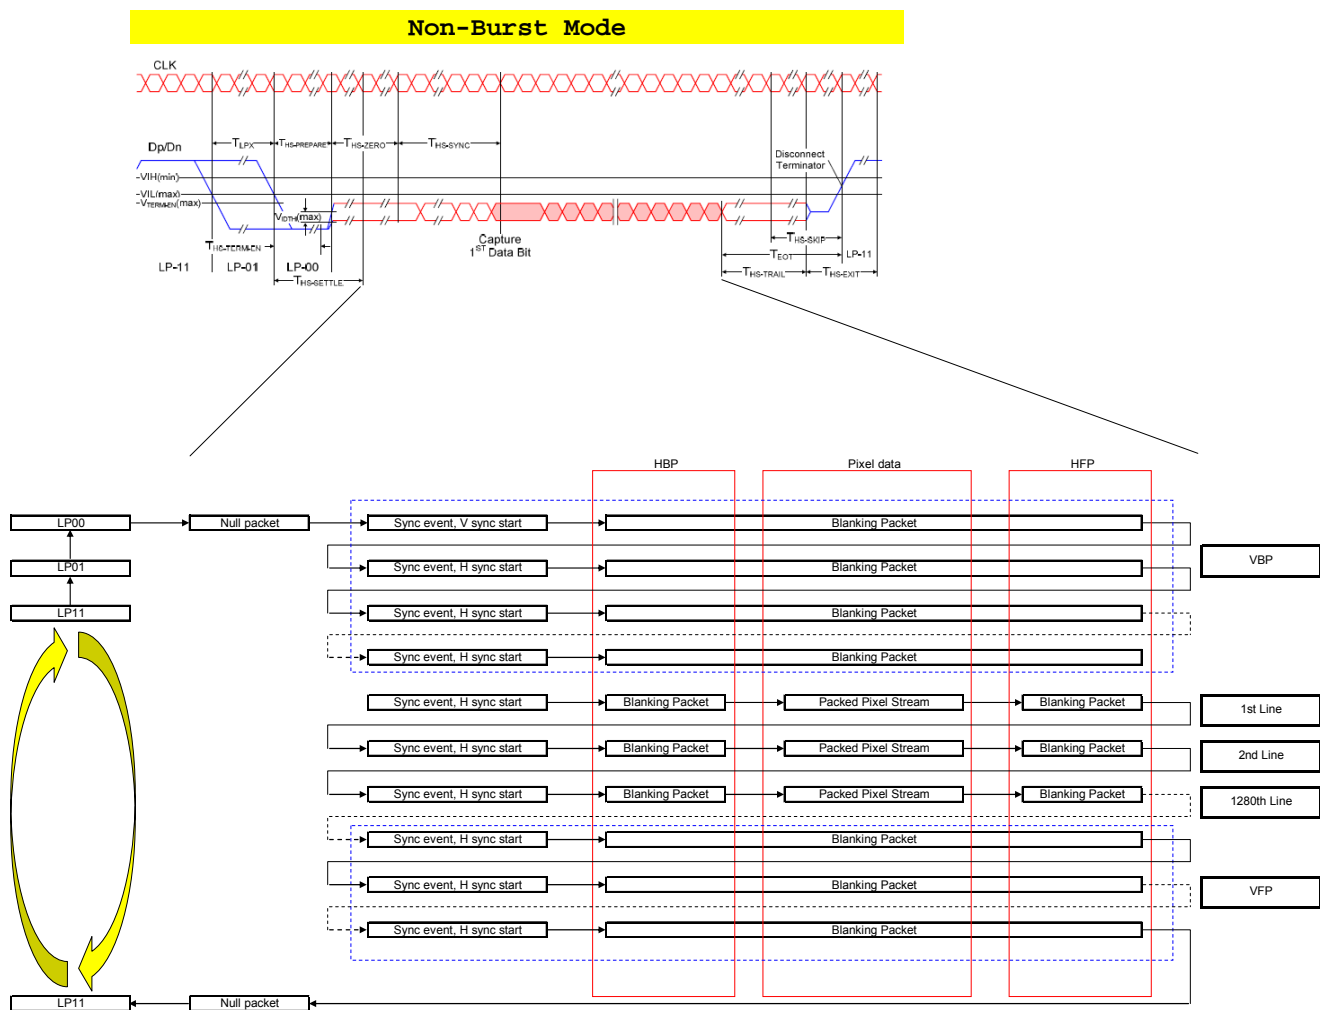 Non-Burst Mode
CLK
TLPX
THS-PREPARE
THS-ZERO
THS-SYNC
Dp/Dn
Disconnect
Terminator
VIH(min)
VIL(max)
VTERM-EN(max)
VIDTH(max)
THS-TERM-EN
Capture
1ST Data Bit
THS-SKIP
TEOT
LP-11
LP-11
LP-01
LP-00
THS-SETTLE
THS-TRAIL
THS-EXIT
HBP
Pixel data
HFP
LP00
Null packet
Sync event, V sync start
Blanking Packet
LP01
Sync event, H sync start
Blanking Packet
VBP
LP11
Sync event, H sync start
Blanking Packet
Sync event, H sync start
Blanking Packet
Sync event, H sync start
Blanking Packet
Packed Pixel Stream
Blanking Packet
1st Line
Sync event, H sync start
Blanking Packet
Packed Pixel Stream
Blanking Packet
2nd Line
Sync event, H sync start
Blanking Packet
Packed Pixel Stream
Blanking Packet
1280th Line
Sync event, H sync start
Blanking Packet
Sync event, H sync start
Blanking Packet
VFP
Sync event, H sync start
Blanking Packet
LP11
Null packet